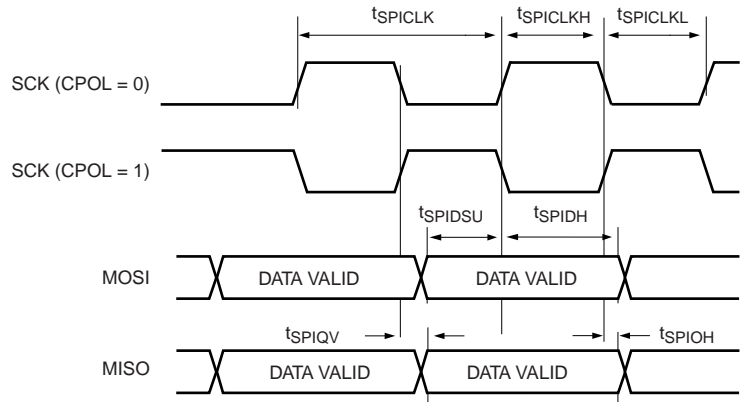 tSPICLK tSPICLKH tSPICLKL
SCK (CPOL = 0)
SCK (CPOL = 1)
tSPIDSU tSPIDH
MOSI DATA VALID DATA VALID
tSPIQV tSPIOH
MISO DATA VALID DATA VALID